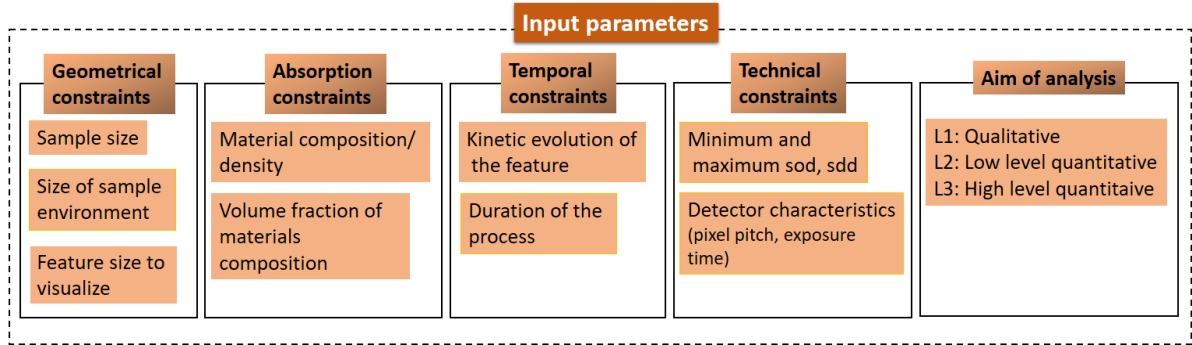 Input parameters
Geometrical
constraints
Sample size
Size of sample
environment
Feature size to
visualize
Absorption
constraints
Material composition/
density
Volume fraction of
materials
composition
Temporal
constraints
Kinetic evolution of
the feature
Duration of the
process
Technical
constraints
Minimum and
maximum sod, sdd
Detector characteristics
(pixel pitch, exposure
time)
Aim of analysis
L1: Qualitative
L2: Low level quantitative
L3: High level quantitaive